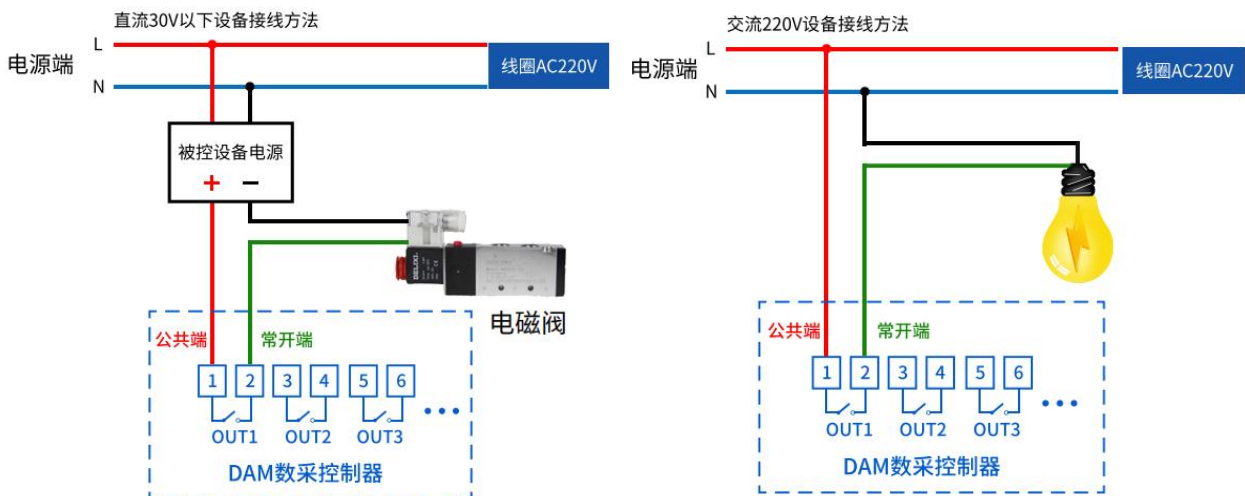 直流30V以下设备接线方法
L
电源端
N
线圈AC220V
被控设备电源
+ −
DELIXI
电磁阀
公共端
常开端
1 2 3 4 5 6
OUT1 OUT2 OUT3
DAM数采控制器
交流220V设备接线方法
L
电源端
N
线圈AC220V
公共端
常开端
1 2 3 4 5 6
OUT1 OUT2 OUT3
DAM数采控制器